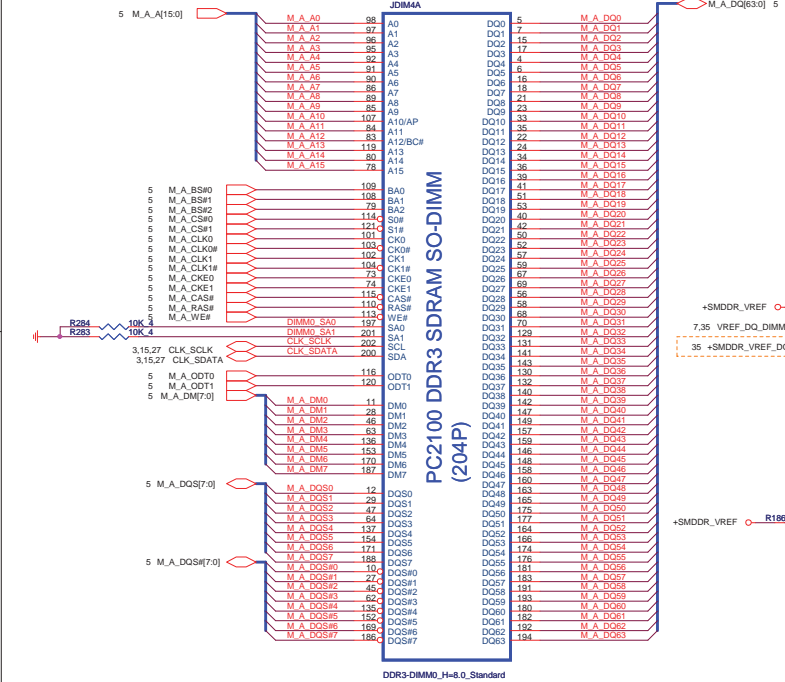 JDIM4A
5 M_A_A[15:0]
M_A_A0 98 A0
M_A_A1 97 A1
M_A_A2 96 A2
M_A_A3 95 A3
M_A_A4 92 A4
M_A_A5 91 A5
M_A_A6 90 A6
M_A_A7 86 A7
M_A_A8 89 A8
M_A_A9 85 A9
M_A_A10 107 A10/AP
M_A_A11 84 A11
M_A_A12 83 A12/BC#
M_A_A13 119 A13
M_A_A14 80 A14
M_A_A15 78 A15
5 M_A_BS#0 109 BA0
5 M_A_BS#1 108 BA1
5 M_A_BS#2 79 BA2
5 M_A_CS#0 114 S0#
5 M_A_CS#1 121 S1#
5 M_A_CLK0 101 CK0
5 M_A_CLK0# 103 CK0#
5 M_A_CLK1 102 CK1
5 M_A_CLK1# 104 CK1#
5 M_A_CKE0 73 CKE0
5 M_A_CKE1 74 CKE1
5 M_A_CAS# 115 CAS#
5 M_A_RAS# 110 RAS#
5 M_A_WE# 113 WE#
R284 10K_4 DIMM0_SA0 197 SA0
R283 10K_4 DIMM0_SA1 201 SA1
3,15,27 CLK_SCLK CLK_SCLK 202 SCL
3,15,27 CLK_SDATA CLK_SDATA 200 SDA
5 M_A_ODT0 116 ODT0
5 M_A_ODT1 120 ODT1
5 M_A_DM[7:0]
M_A_DM0 11 DM0
M_A_DM1 28 DM1
M_A_DM2 46 DM2
M_A_DM3 63 DM3
M_A_DM4 136 DM4
M_A_DM5 153 DM5
M_A_DM6 170 DM6
M_A_DM7 187 DM7
5 M_A_DQS[7:0]
M_A_DQS0 12 DQS0
M_A_DQS1 29 DQS1
M_A_DQS2 47 DQS2
M_A_DQS3 64 DQS3
M_A_DQS4 137 DQS4
M_A_DQS5 154 DQS5
M_A_DQS6 171 DQS6
M_A_DQS7 188 DQS7
5 M_A_DQS#[7:0]
M_A_DQS#0 10 DQS#0
M_A_DQS#1 27 DQS#1
M_A_DQS#2 45 DQS#2
M_A_DQS#3 62 DQS#3
M_A_DQS#4 135 DQS#4
M_A_DQS#5 152 DQS#5
M_A_DQS#6 169 DQS#6
M_A_DQS#7 186 DQS#7
PC2100 DDR3 SDRAM SO-DIMM
(204P)
M_A_DQ[63:0] 5
DQ0 5 M_A_DQ0
DQ1 7 M_A_DQ1
DQ2 15 M_A_DQ2
DQ3 17 M_A_DQ3
DQ4 4 M_A_DQ4
DQ5 6 M_A_DQ5
DQ6 16 M_A_DQ6
DQ7 18 M_A_DQ7
DQ8 21 M_A_DQ8
DQ9 23 M_A_DQ9
DQ10 33 M_A_DQ10
DQ11 35 M_A_DQ11
DQ12 22 M_A_DQ12
DQ13 24 M_A_DQ13
DQ14 34 M_A_DQ14
DQ15 36 M_A_DQ15
DQ16 39 M_A_DQ16
DQ17 41 M_A_DQ17
DQ18 51 M_A_DQ18
DQ19 53 M_A_DQ19
DQ20 40 M_A_DQ20
DQ21 42 M_A_DQ21
DQ22 50 M_A_DQ22
DQ23 52 M_A_DQ23
DQ24 57 M_A_DQ24
DQ25 59 M_A_DQ25
DQ26 67 M_A_DQ26
DQ27 69 M_A_DQ27
DQ28 56 M_A_DQ28
DQ29 58 M_A_DQ29
DQ30 68 M_A_DQ30
DQ31 70 M_A_DQ31
DQ32 129 M_A_DQ32
DQ33 131 M_A_DQ33
DQ34 141 M_A_DQ34
DQ35 143 M_A_DQ35
DQ36 130 M_A_DQ36
DQ37 132 M_A_DQ37
DQ38 140 M_A_DQ38
DQ39 142 M_A_DQ39
DQ40 147 M_A_DQ40
DQ41 149 M_A_DQ41
DQ42 157 M_A_DQ42
DQ43 159 M_A_DQ43
DQ44 146 M_A_DQ44
DQ45 148 M_A_DQ45
DQ46 158 M_A_DQ46
DQ47 160 M_A_DQ47
DQ48 163 M_A_DQ48
DQ49 165 M_A_DQ49
DQ50 175 M_A_DQ50
DQ51 177 M_A_DQ51
DQ52 164 M_A_DQ52
DQ53 166 M_A_DQ53
DQ54 174 M_A_DQ54
DQ55 176 M_A_DQ55
DQ56 181 M_A_DQ56
DQ57 183 M_A_DQ57
DQ58 191 M_A_DQ58
DQ59 193 M_A_DQ59
DQ60 180 M_A_DQ60
DQ61 182 M_A_DQ61
DQ62 192 M_A_DQ62
DQ63 194 M_A_DQ63
+SMDDR_VREF
7,35 VREF_DQ_DIMM
35 +SMDDR_VREF_DQ
+SMDDR_VREF R186
DDR3-DIMM0_H=8.0_Standard